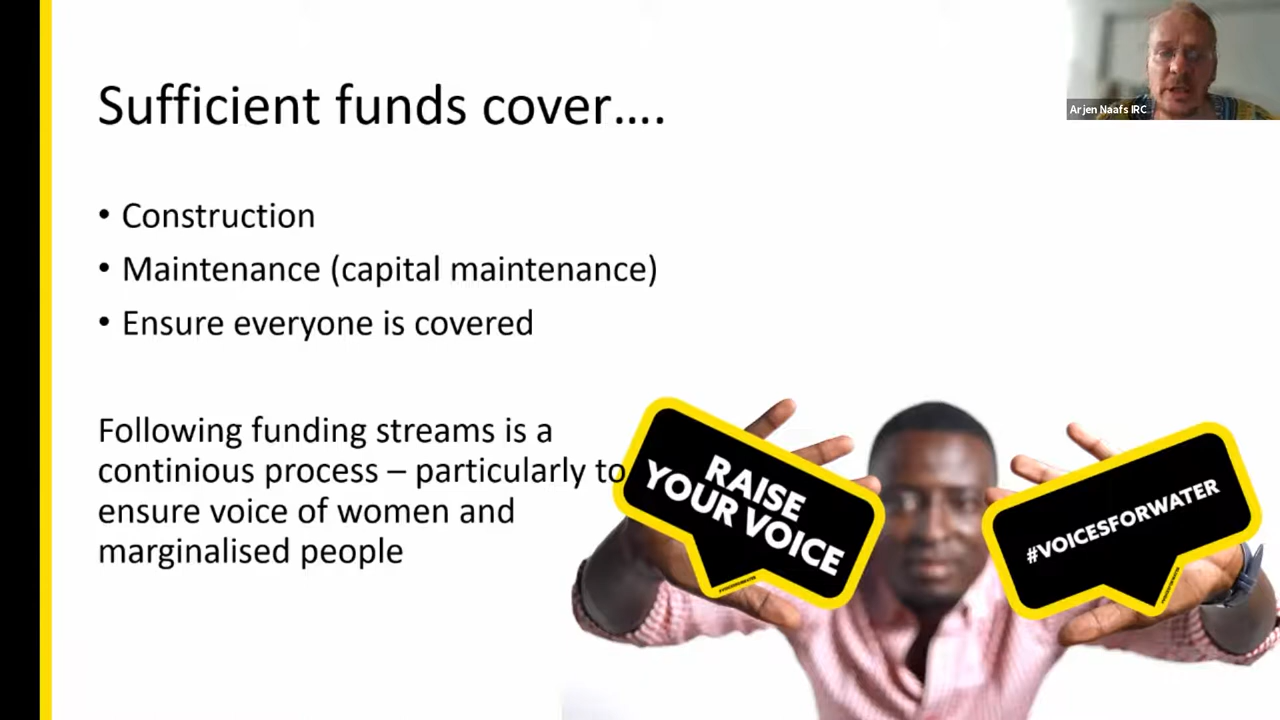 Sufficient funds cover….
Arjen Naafs IRC
• Construction
• Maintenance (capital maintenance)
• Ensure everyone is covered
Following funding streams is a
continious process – particularly to
ensure voice of women and
marginalised people
RAISE
YOUR VOICE
#VOICESFORWATER